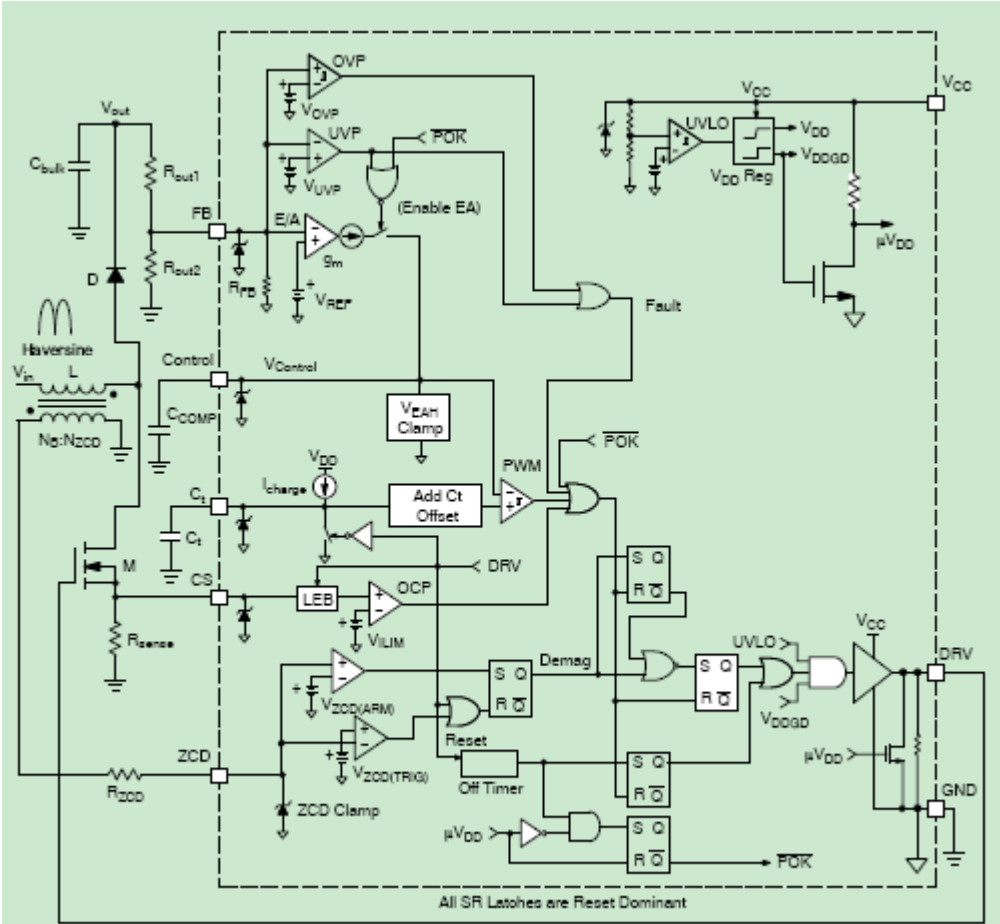 OVP
VOVP
VCC
VCC
UVLO
VDD
VDDGD
VDD Reg
Vout
Cbulk
Rout1
UVP
POK
VUVP
(Enable EA)
FB
E/A
gm
μVDD
D
Rout2
RFB
VREF
Fault
Haversine
Vin
L
Control
VControl
CCOMP
VEAH
Clamp
POK
NB:NZCD
VDD
PWM
Icharge
Ct
Add Ct
Offset
Ct
DRV
S Q
R Q
M
CS
LEB
OCP
VILIM
Rsense
Demag
UVLO
VCC
DRV
S Q
R Q
S Q
R Q
VZCD(ARM)
VDDGD
Reset
ZCD
VZCD(TRIG)
Off Timer
S Q
R Q
μVDD
RZCD
ZCD Clamp
GND
μVDD
S Q
R Q
POK
All SR Latches are Reset Dominant